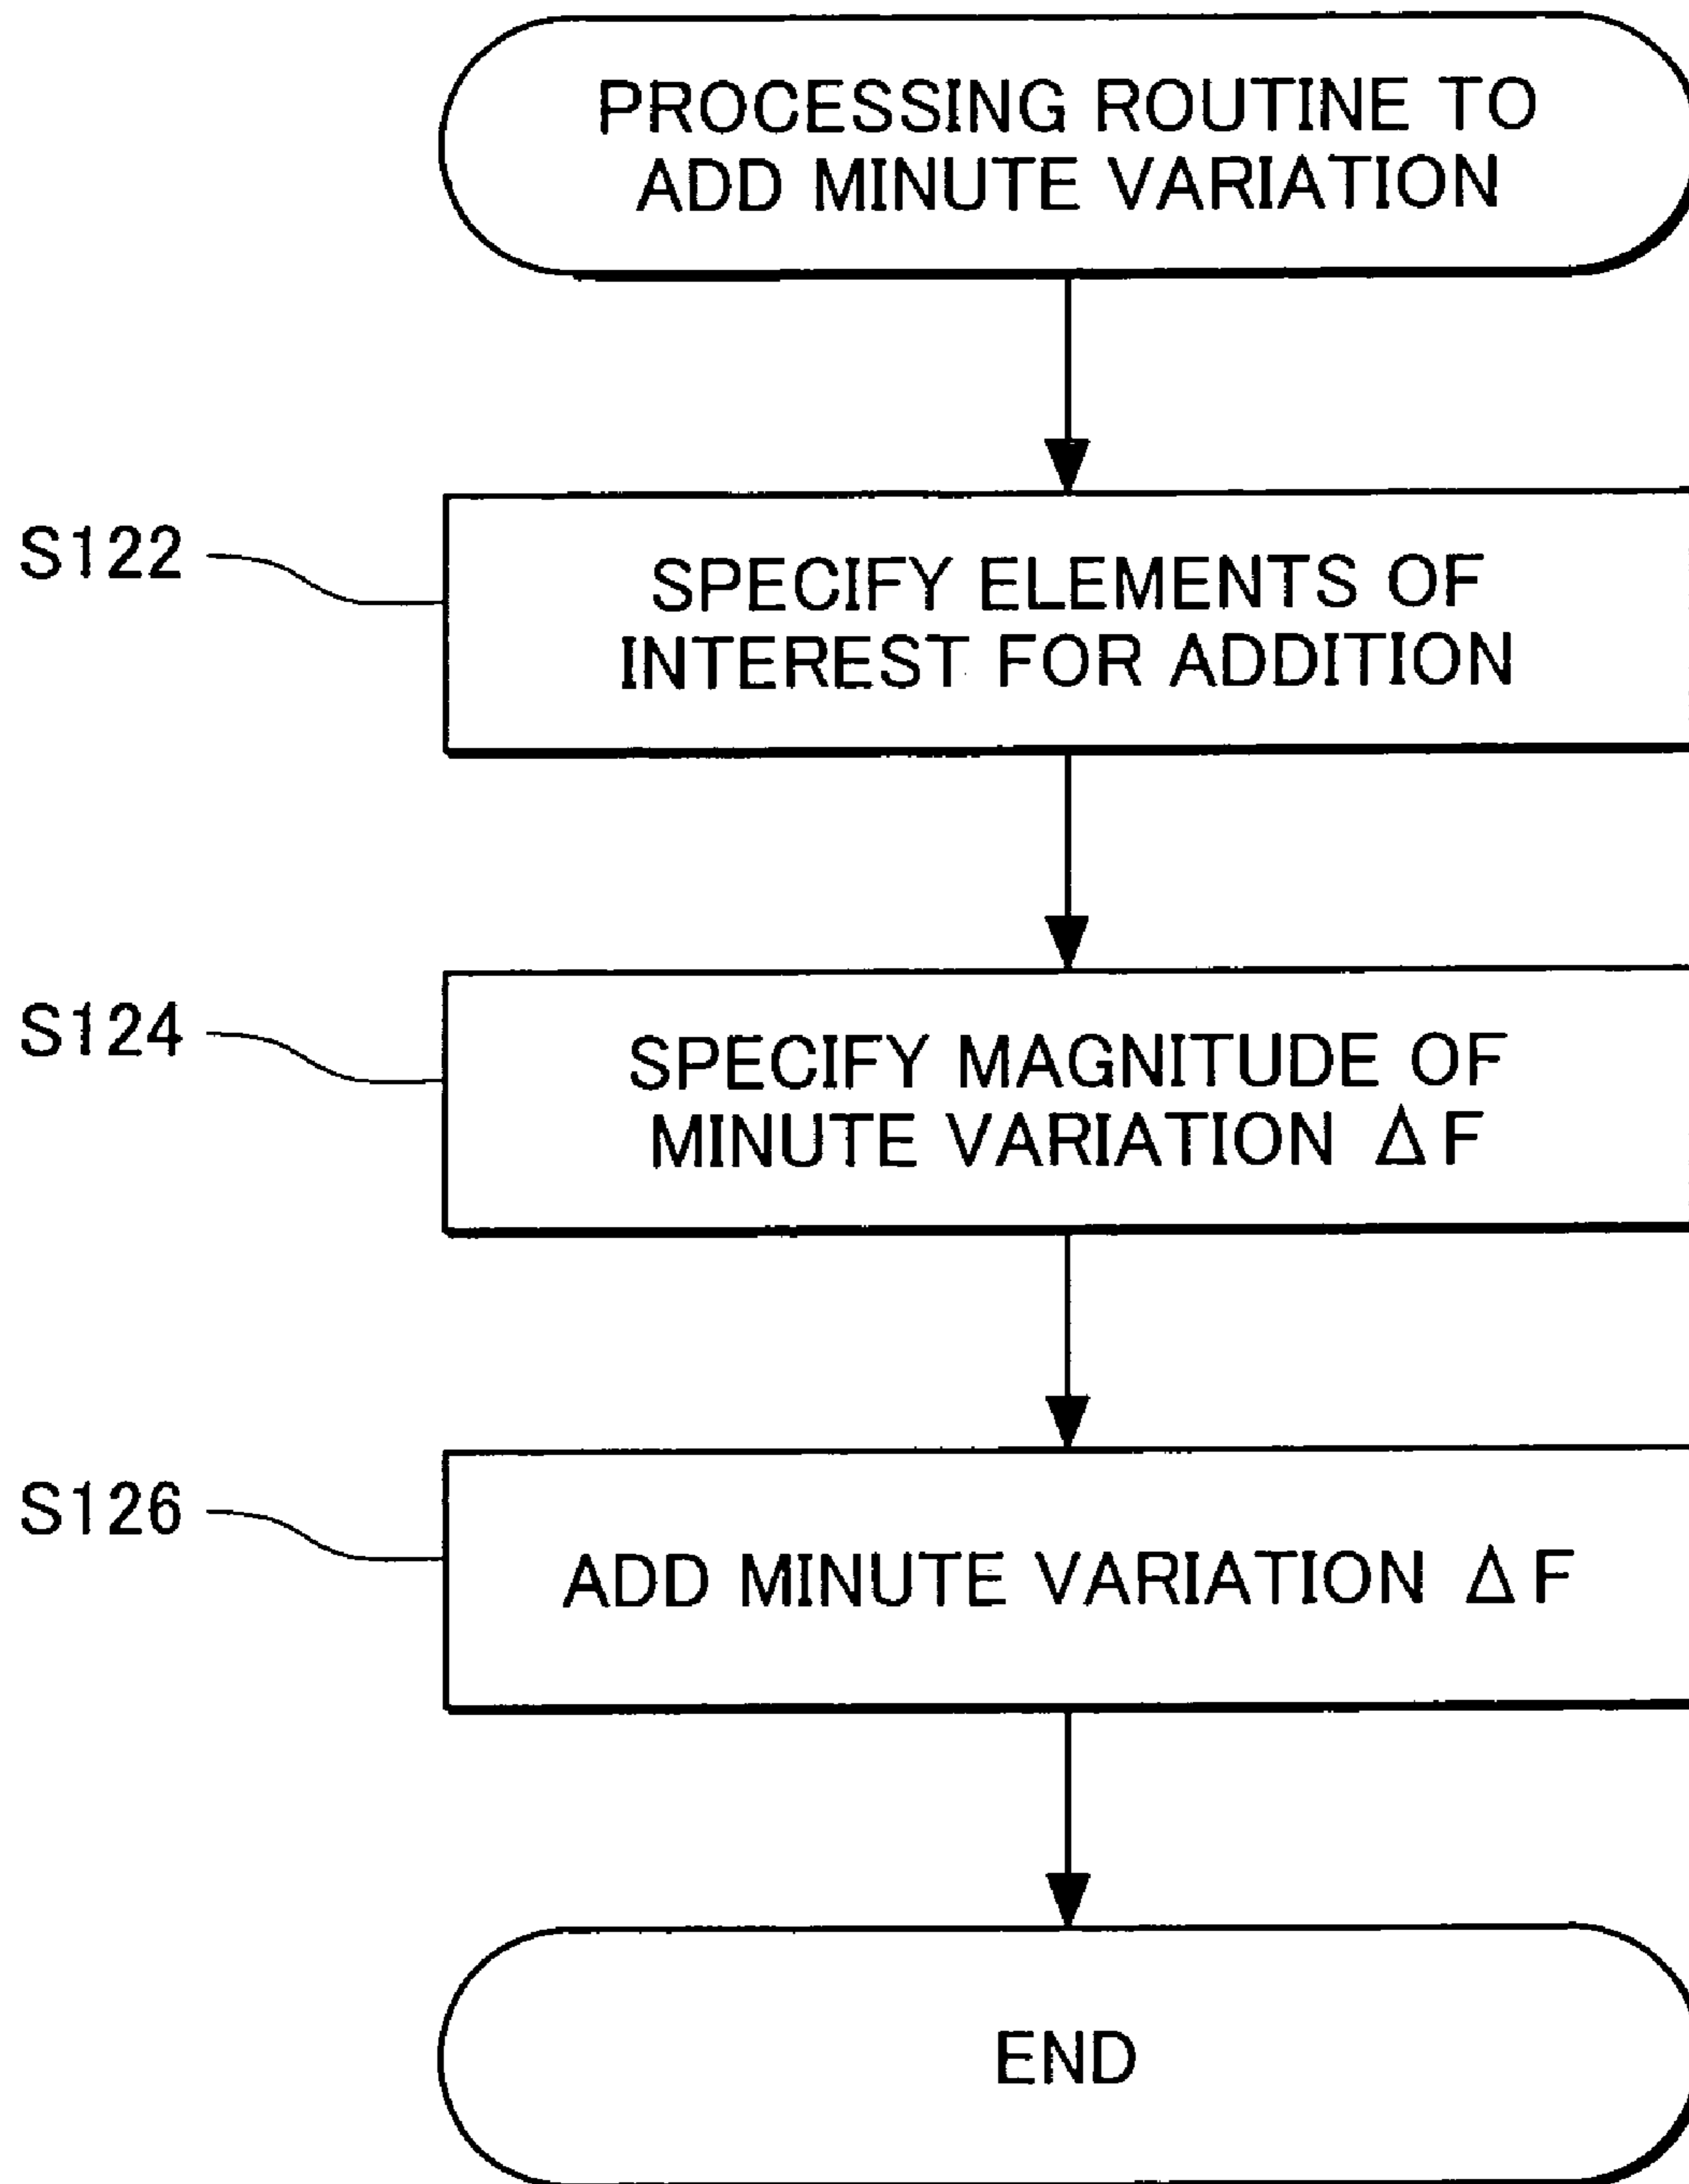 PROCESSING ROUTINE TO
ADD MINUTE VARIATION
S122
SPECIFY ELEMENTS OF
INTEREST FOR ADDITION
S124
SPECIFY MAGNITUDE OF
MINUTE VARIATION ΔF
S126
ADD MINUTE VARIATION ΔF
END